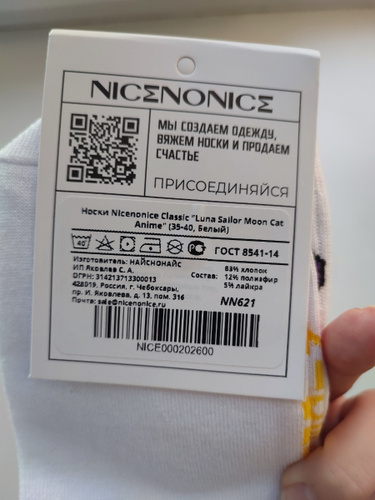 NICENONICE
МЫ СОЗДАЕМ ОДЕЖДУ,
ВЯЖЕМ НОСКИ И ПРОДАЕМ
СЧАСТЬЕ
ПРИСОЕДИНЯЙСЯ
Носки Nicenonice Classic "Luna Sailor Moon Cat
Anime" (35-40, Белый)
40
ГОСТ 8541-14
Изготовитель: НАЙСНОНАЙС
ИП Яковлев С. А.
ОГРН: 314213713300013
428019, Россия, г. Чебоксары,
пр. И. Яковлева, д. 13, пом. 316
Почта: sale@nicenonice.ru
Состав:
83% хлопок
12% полиафир
5% лайкра
NN621
NICE000202600